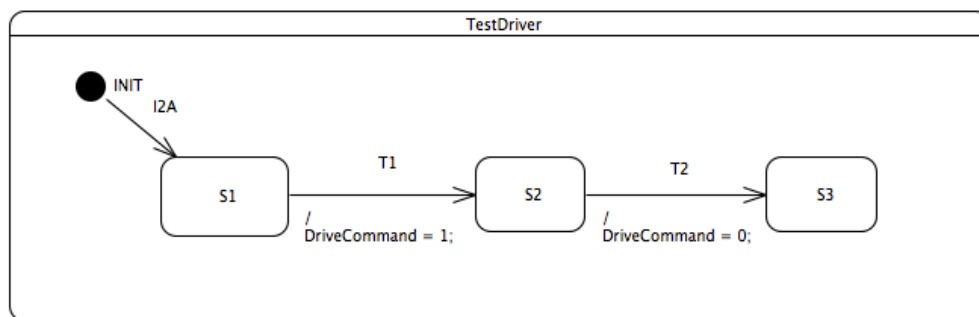 TestDriver
INIT
I2A
T1
T2
S1
S2
S3
/
DriveCommand = 1;
/
DriveCommand = 0;